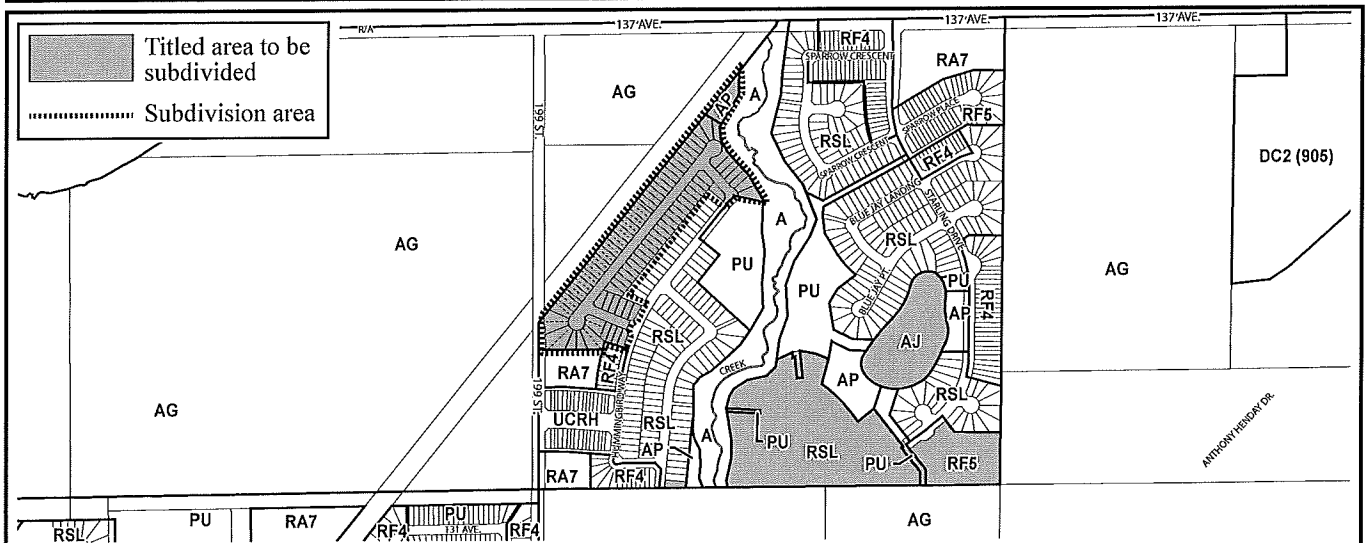 Titled area to be
subdivided
Subdivision area
R/A
137 AVE.
137 AVE.
137 AVE.
199 ST.
AG
AP
A
RF4
SPARROW CRESCENT
RA7
RSL
SPARROW CRESCENT
SPARROW PLACE
RF5
RF4
DC2 (905)
AG
A
BLUE JAY LANDING
STARLING DRIVE
RSL
AG
PU
PU
BLUE JAY PT.
PU
AP
RF4
AJ
RSL
RA7
RF4
CREEK
AP
RSL
199 ST.
AG
UCRH
HUMMINGBIRD WAY
RSL
AP
A
PU
RSL
PU
RF5
ANTHONY HENDAY DR.
RA7
RF4
RSL
PU
RA7
RF4
PU
131 AVE.
RF4
AG